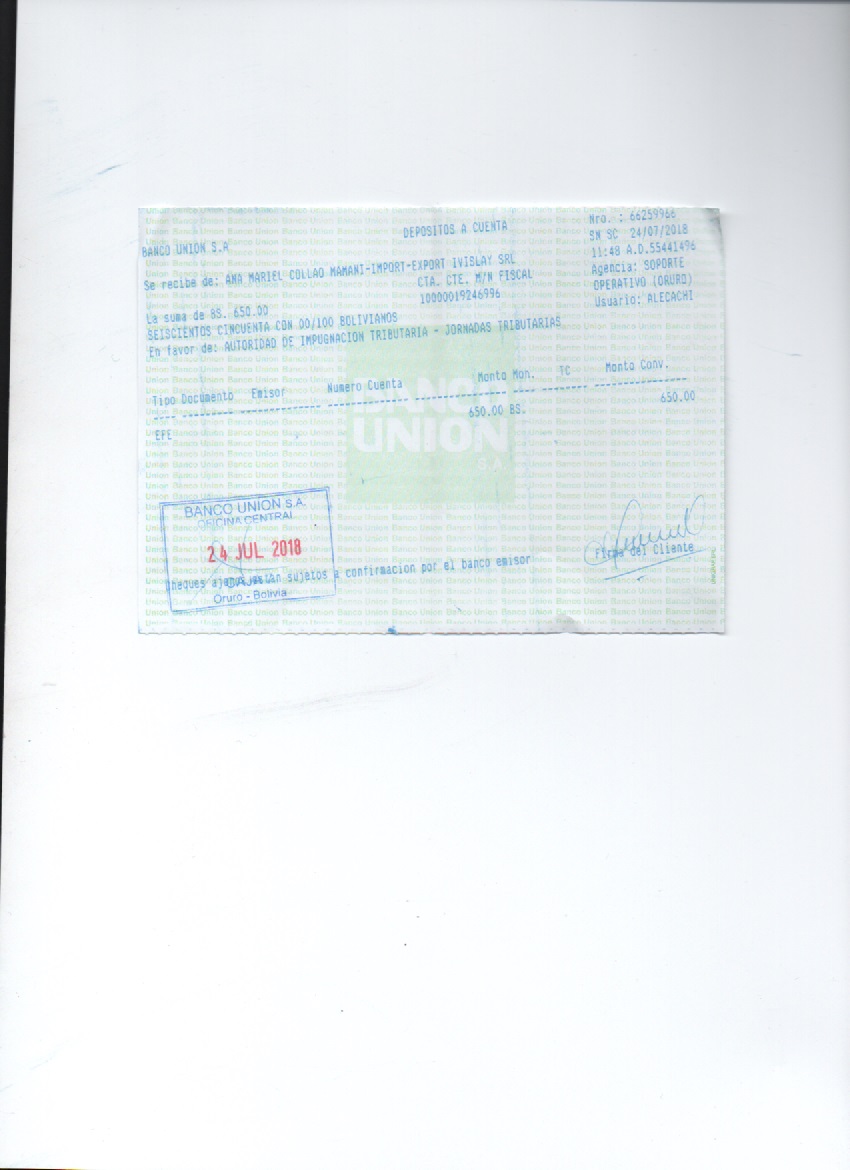 DEPOSITOS A CUENTA
Nro. : 66259966
BANCO UNION S.A
SN SC 24/07/2018
11:48 A.D.55441496
Se recibe de: ANA MARIEL COLLAO MAMANI-IMPORT-EXPORT IVISLAY SRL
Agencia: SOPORTE
CTA. CTE. M/N FISCAL
OPERATIVO (ORURO)
La suma de BS. 650.00
10000019246996
Usuario: ALECACHI
SEISCIENTOS CINCUENTA CON 00/100 BOLIVIANOS
En favor de: AUTORIDAD DE IMPUGNACION TRIBUTARIA - JORNADAS TRIBUTARIAS
Tipo Documento Emisor Numero Cuenta Monto Mon. TC Monto Conv.
EFE 650.00 BS. 650.00
BANCO UNION S.A.
BANCO UNION S.A.
OFICINA CENTRAL
24 JUL 2018
CAJA
Oruro - Bolivia
Firma del Cliente
Cheques ajenos están sujetos a confirmacion por el banco emisor